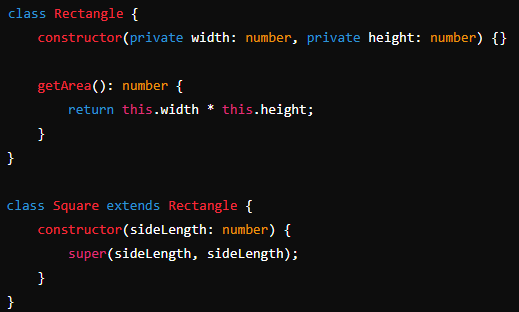 class Rectangle {
    constructor(private width: number, private height: number) {}

    getArea(): number {
        return this.width * this.height;
    }
}

class Square extends Rectangle {
    constructor(sideLength: number) {
        super(sideLength, sideLength);
    }
}